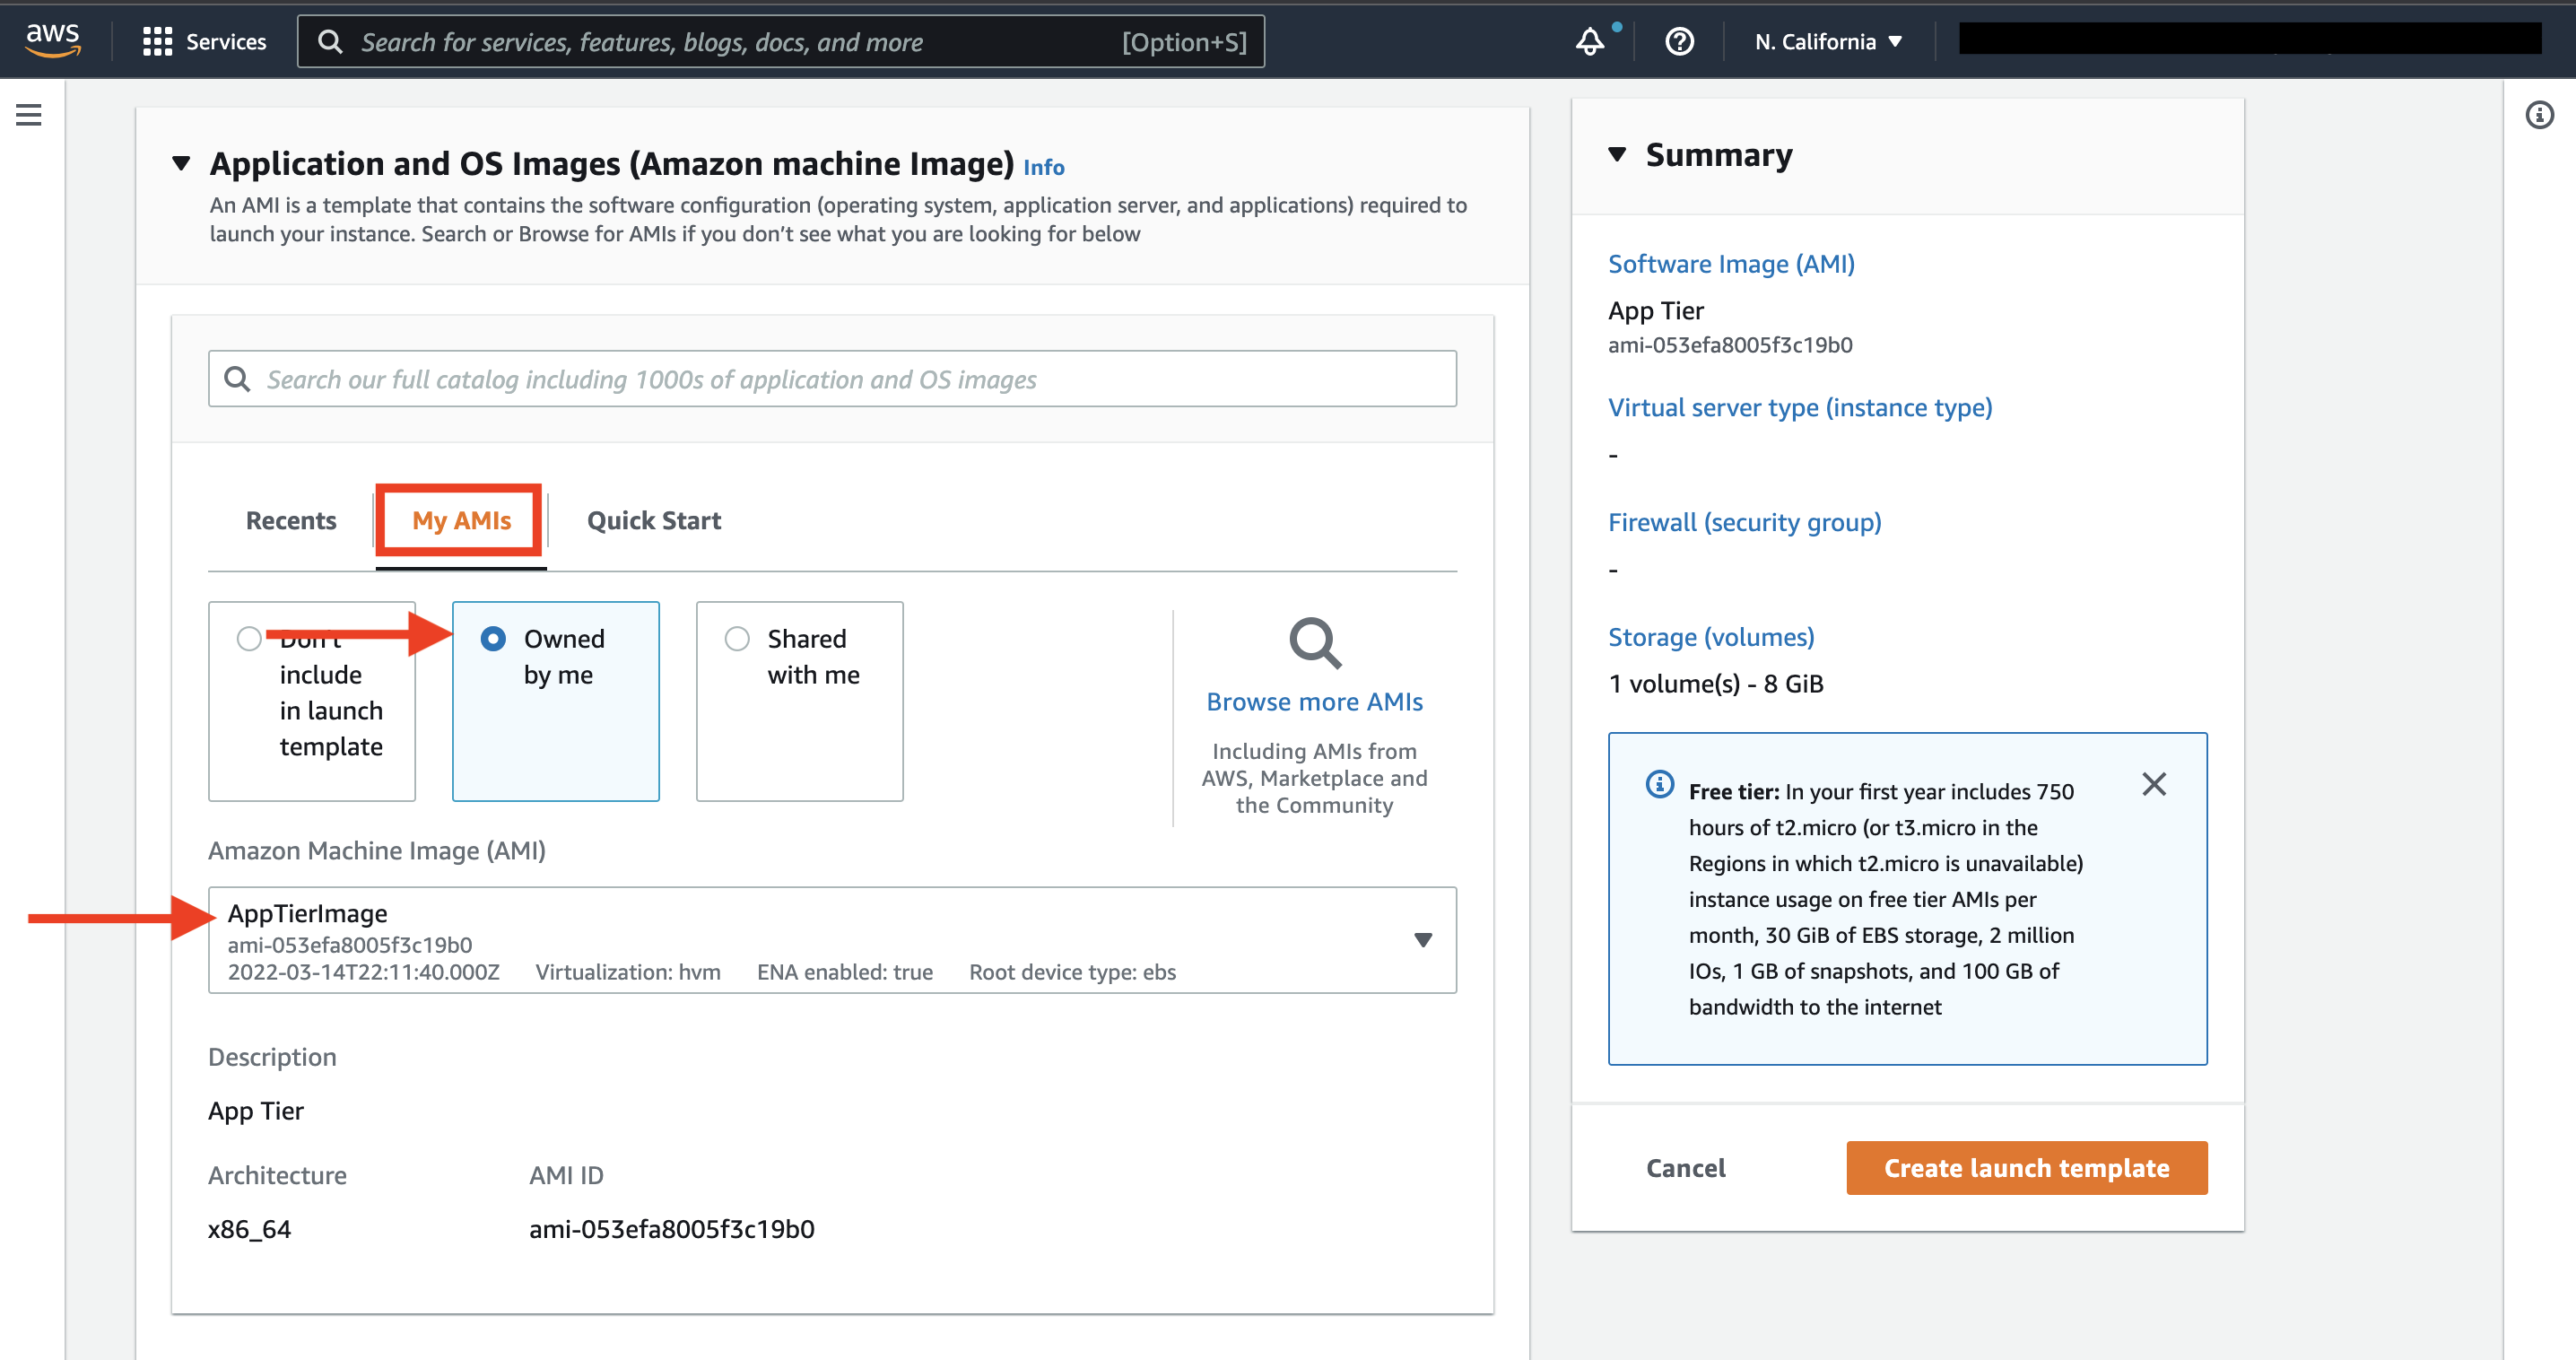 aws
Services
Search for services, features, blogs, docs, and more
[Option+S]
N. California
Application and OS Images (Amazon machine Image) Info
An AMI is a template that contains the software configuration (operating system, application server, and applications) required to
launch your instance. Search or Browse for AMIs if you don’t see what you are looking for below
Search our full catalog including 1000s of application and OS images
Recents
My AMIs
Quick Start
Don't
include
in launch
template
Owned
by me
Shared
with me
Browse more AMIs
Including AMIs from
AWS, Marketplace and
the Community
Amazon Machine Image (AMI)
AppTierImage
ami-053efa8005f3c19b0
2022-03-14T22:11:40.000Z Virtualization: hvm ENA enabled: true Root device type: ebs
Description
App Tier
Architecture
AMI ID
x86_64
ami-053efa8005f3c19b0
Summary
Software Image (AMI)
App Tier
ami-053efa8005f3c19b0
Virtual server type (instance type)
-
Firewall (security group)
-
Storage (volumes)
1 volume(s) - 8 GiB
Free tier: In your first year includes 750
hours of t2.micro (or t3.micro in the
Regions in which t2.micro is unavailable)
instance usage on free tier AMIs per
month, 30 GiB of EBS storage, 2 million
IOs, 1 GB of snapshots, and 100 GB of
bandwidth to the internet
Cancel
Create launch template